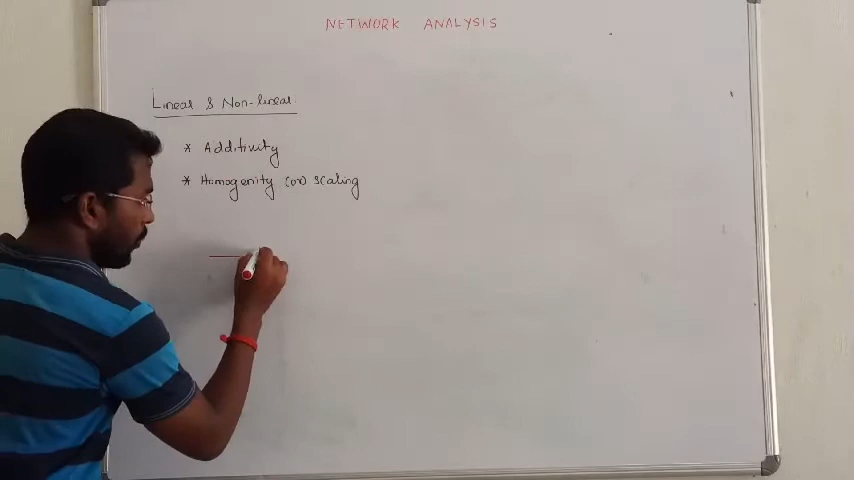 NETWORK ANALYSIS
Linear & Non-linear
* Additivity
* Homogenity (or) scaling